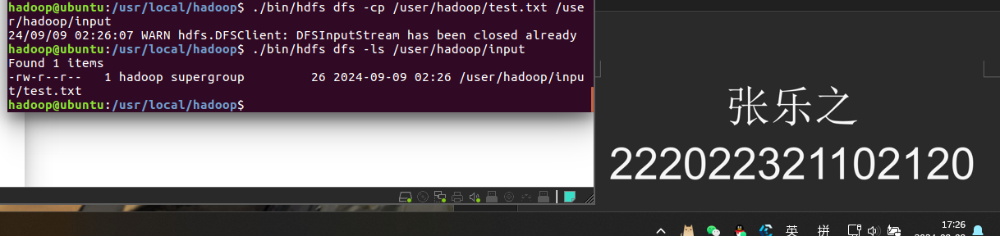 hadoop@ubuntu:/usr/local/hadoop$ ./bin/hdfs dfs -cp /user/hadoop/test.txt /use
r/hadoop/input
24/09/09 02:26:07 WARN hdfs.DFSClient: DFSInputStream has been closed already
hadoop@ubuntu:/usr/local/hadoop$ ./bin/hdfs dfs -ls /user/hadoop/input
Found 1 items
-rw-r--r--   1 hadoop supergroup         26 2024-09-09 02:26 /user/hadoop/inpu
t/test.txt
hadoop@ubuntu:/usr/local/hadoop$
张乐之
222022321102120
英 拼
17:26